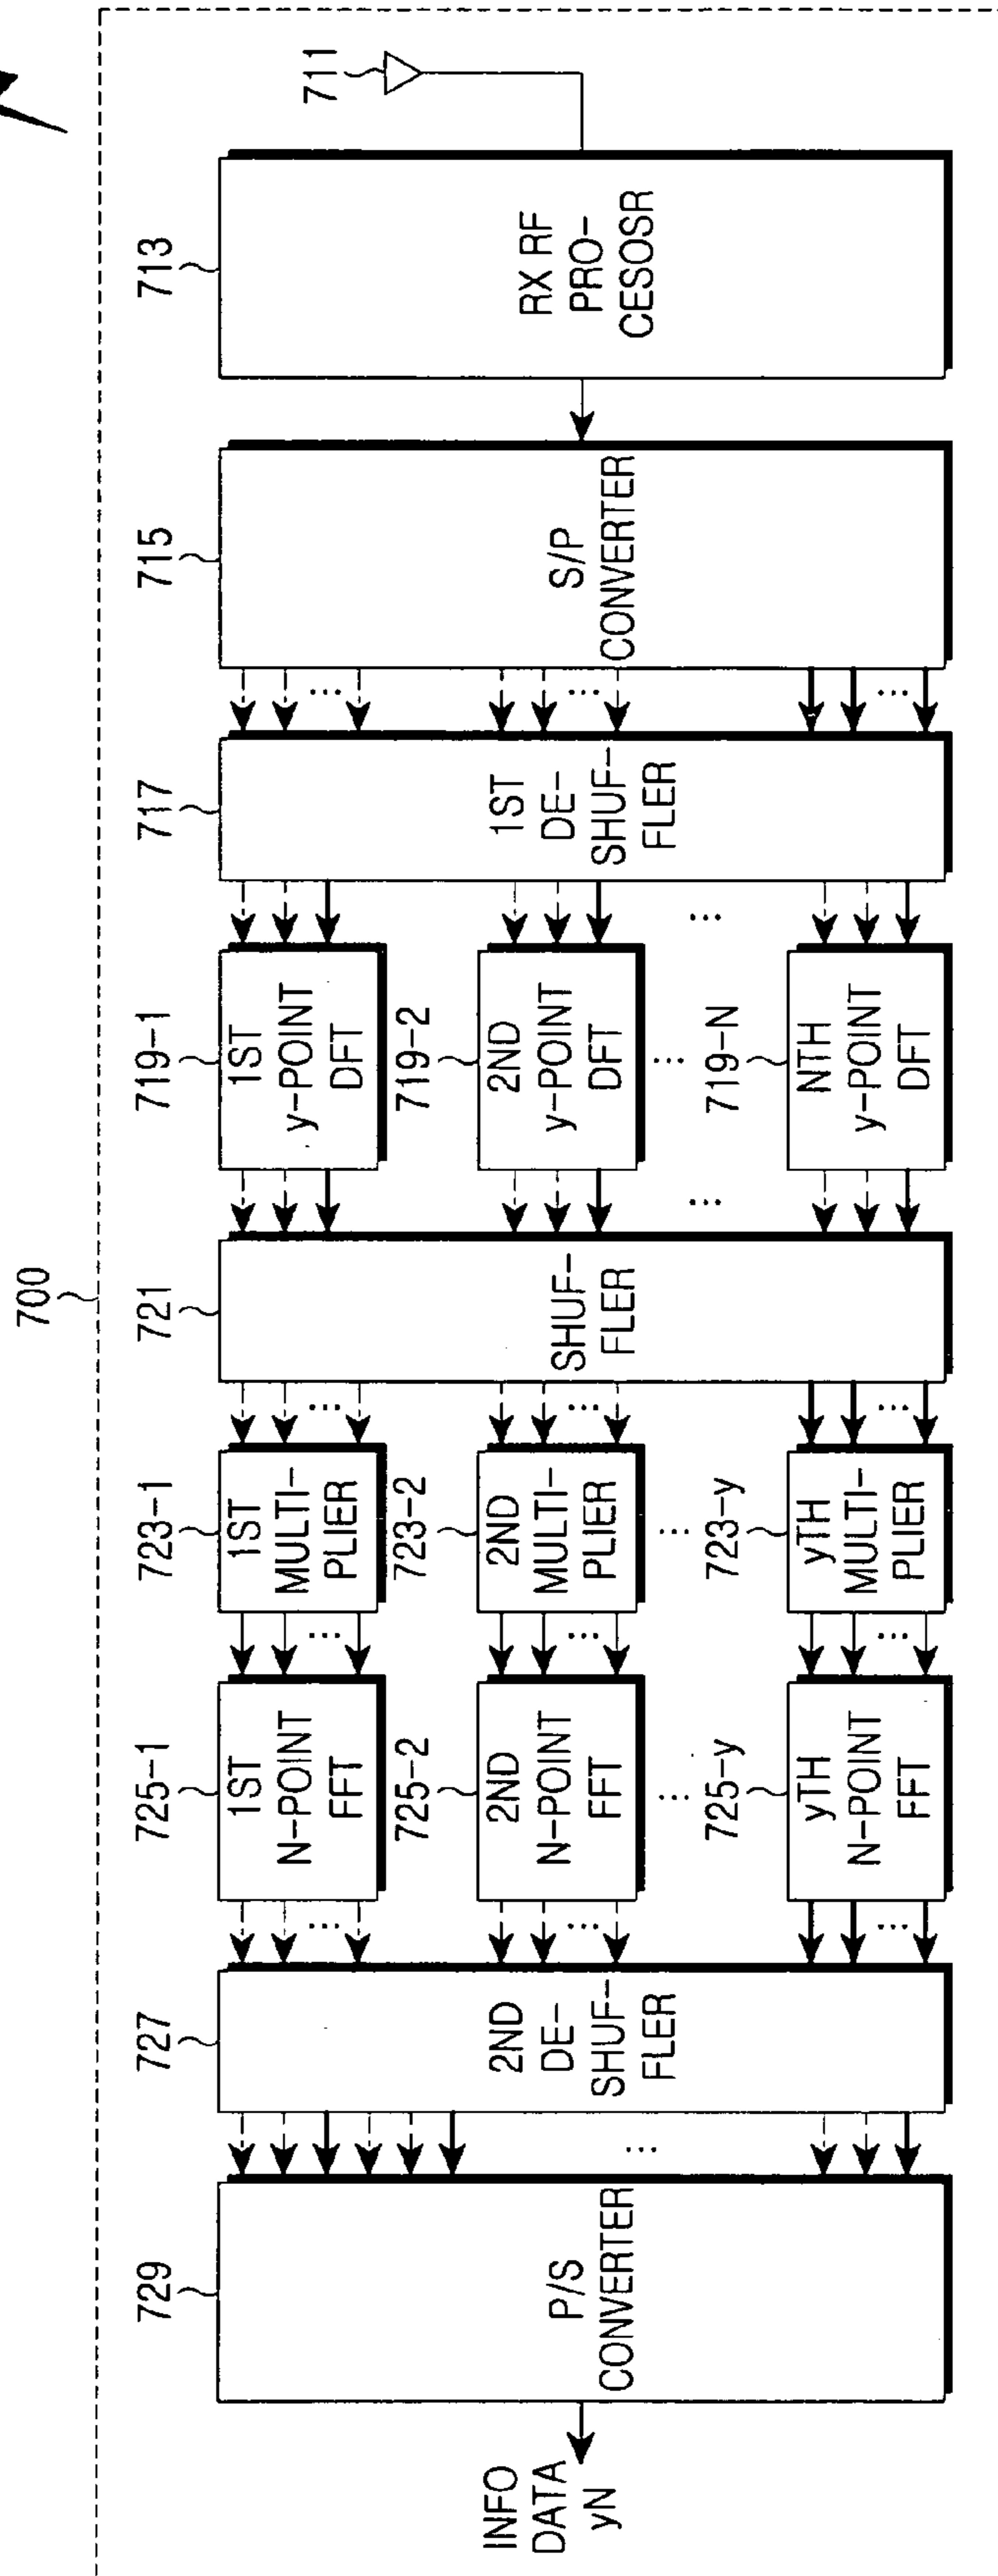 700
711
713
RX RF
PRO-
CESOSR
715
S/P
CONVERTER
717
1ST
DE-
SHUF-
FLER
719-1
1ST
y-POINT
DFT
719-2
2ND
y-POINT
DFT
719-N
NTH
y-POINT
DFT
721
SHUF-
FLER
723-1
1ST
MULTI-
PLIER
723-2
2ND
MULTI-
PLIER
723-y
yTH
MULTI-
PLIER
725-1
1ST
N-POINT
FFT
725-2
2ND
N-POINT
FFT
725-y
yTH
N-POINT
FFT
727
2ND
DE-
SHUF-
FLER
729
P/S
CONVERTER
INFO
DATA
yN